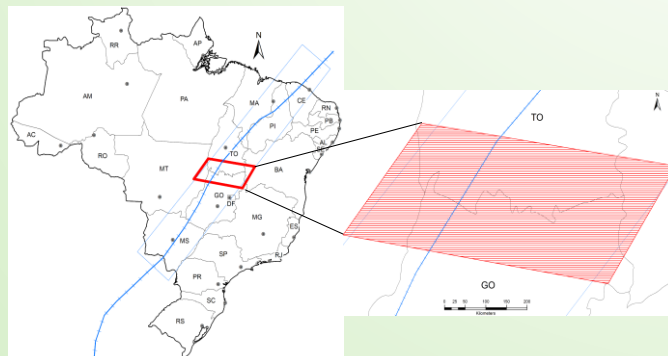 RR
AP
N
AM
PA
MA
CE
RN
PB
PI
PE
AL
AC
TO
RO
MT
BA
GO
DF
MG
ES
MS
SP
RJ
PR
SC
RS
N
TO
GO
Kilometers